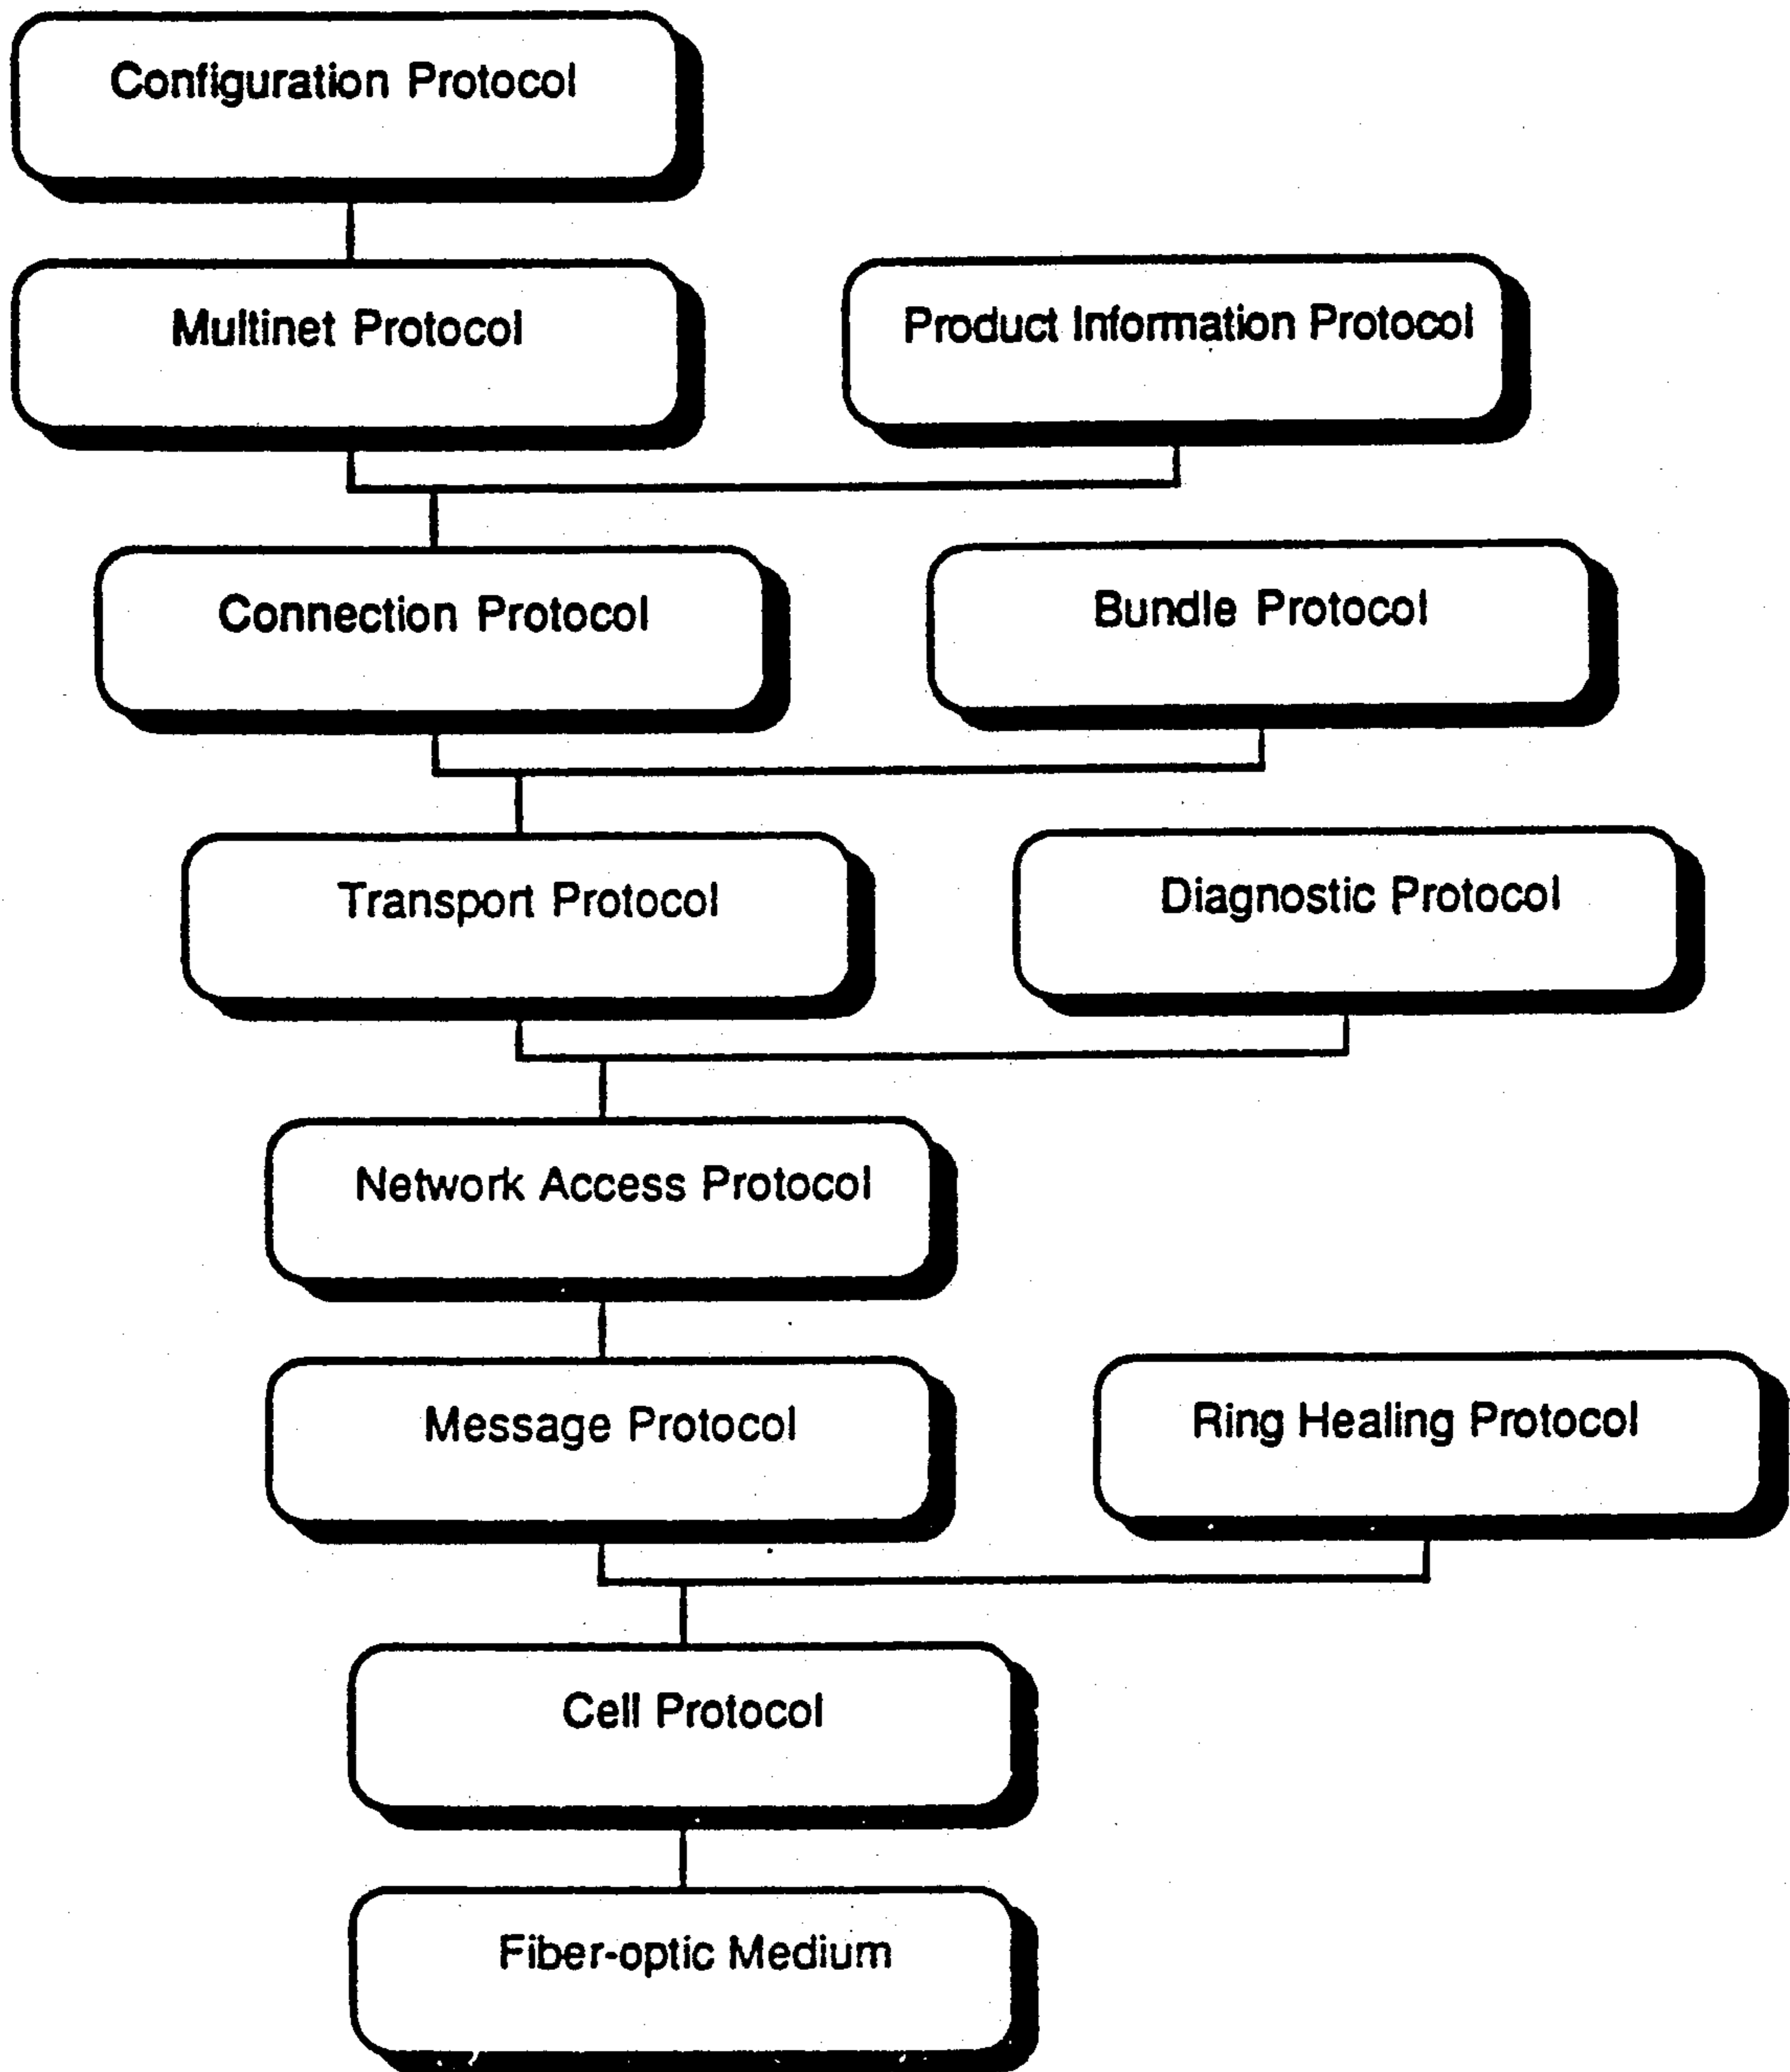 Configuration Protocol
Multinet Protocol
Product Information Protocol
Connection Protocol
Bundle Protocol
Transport Protocol
Diagnostic Protocol
Network Access Protocol
Message Protocol
Ring Healing Protocol
Cell Protocol
Fiber-optic Medium